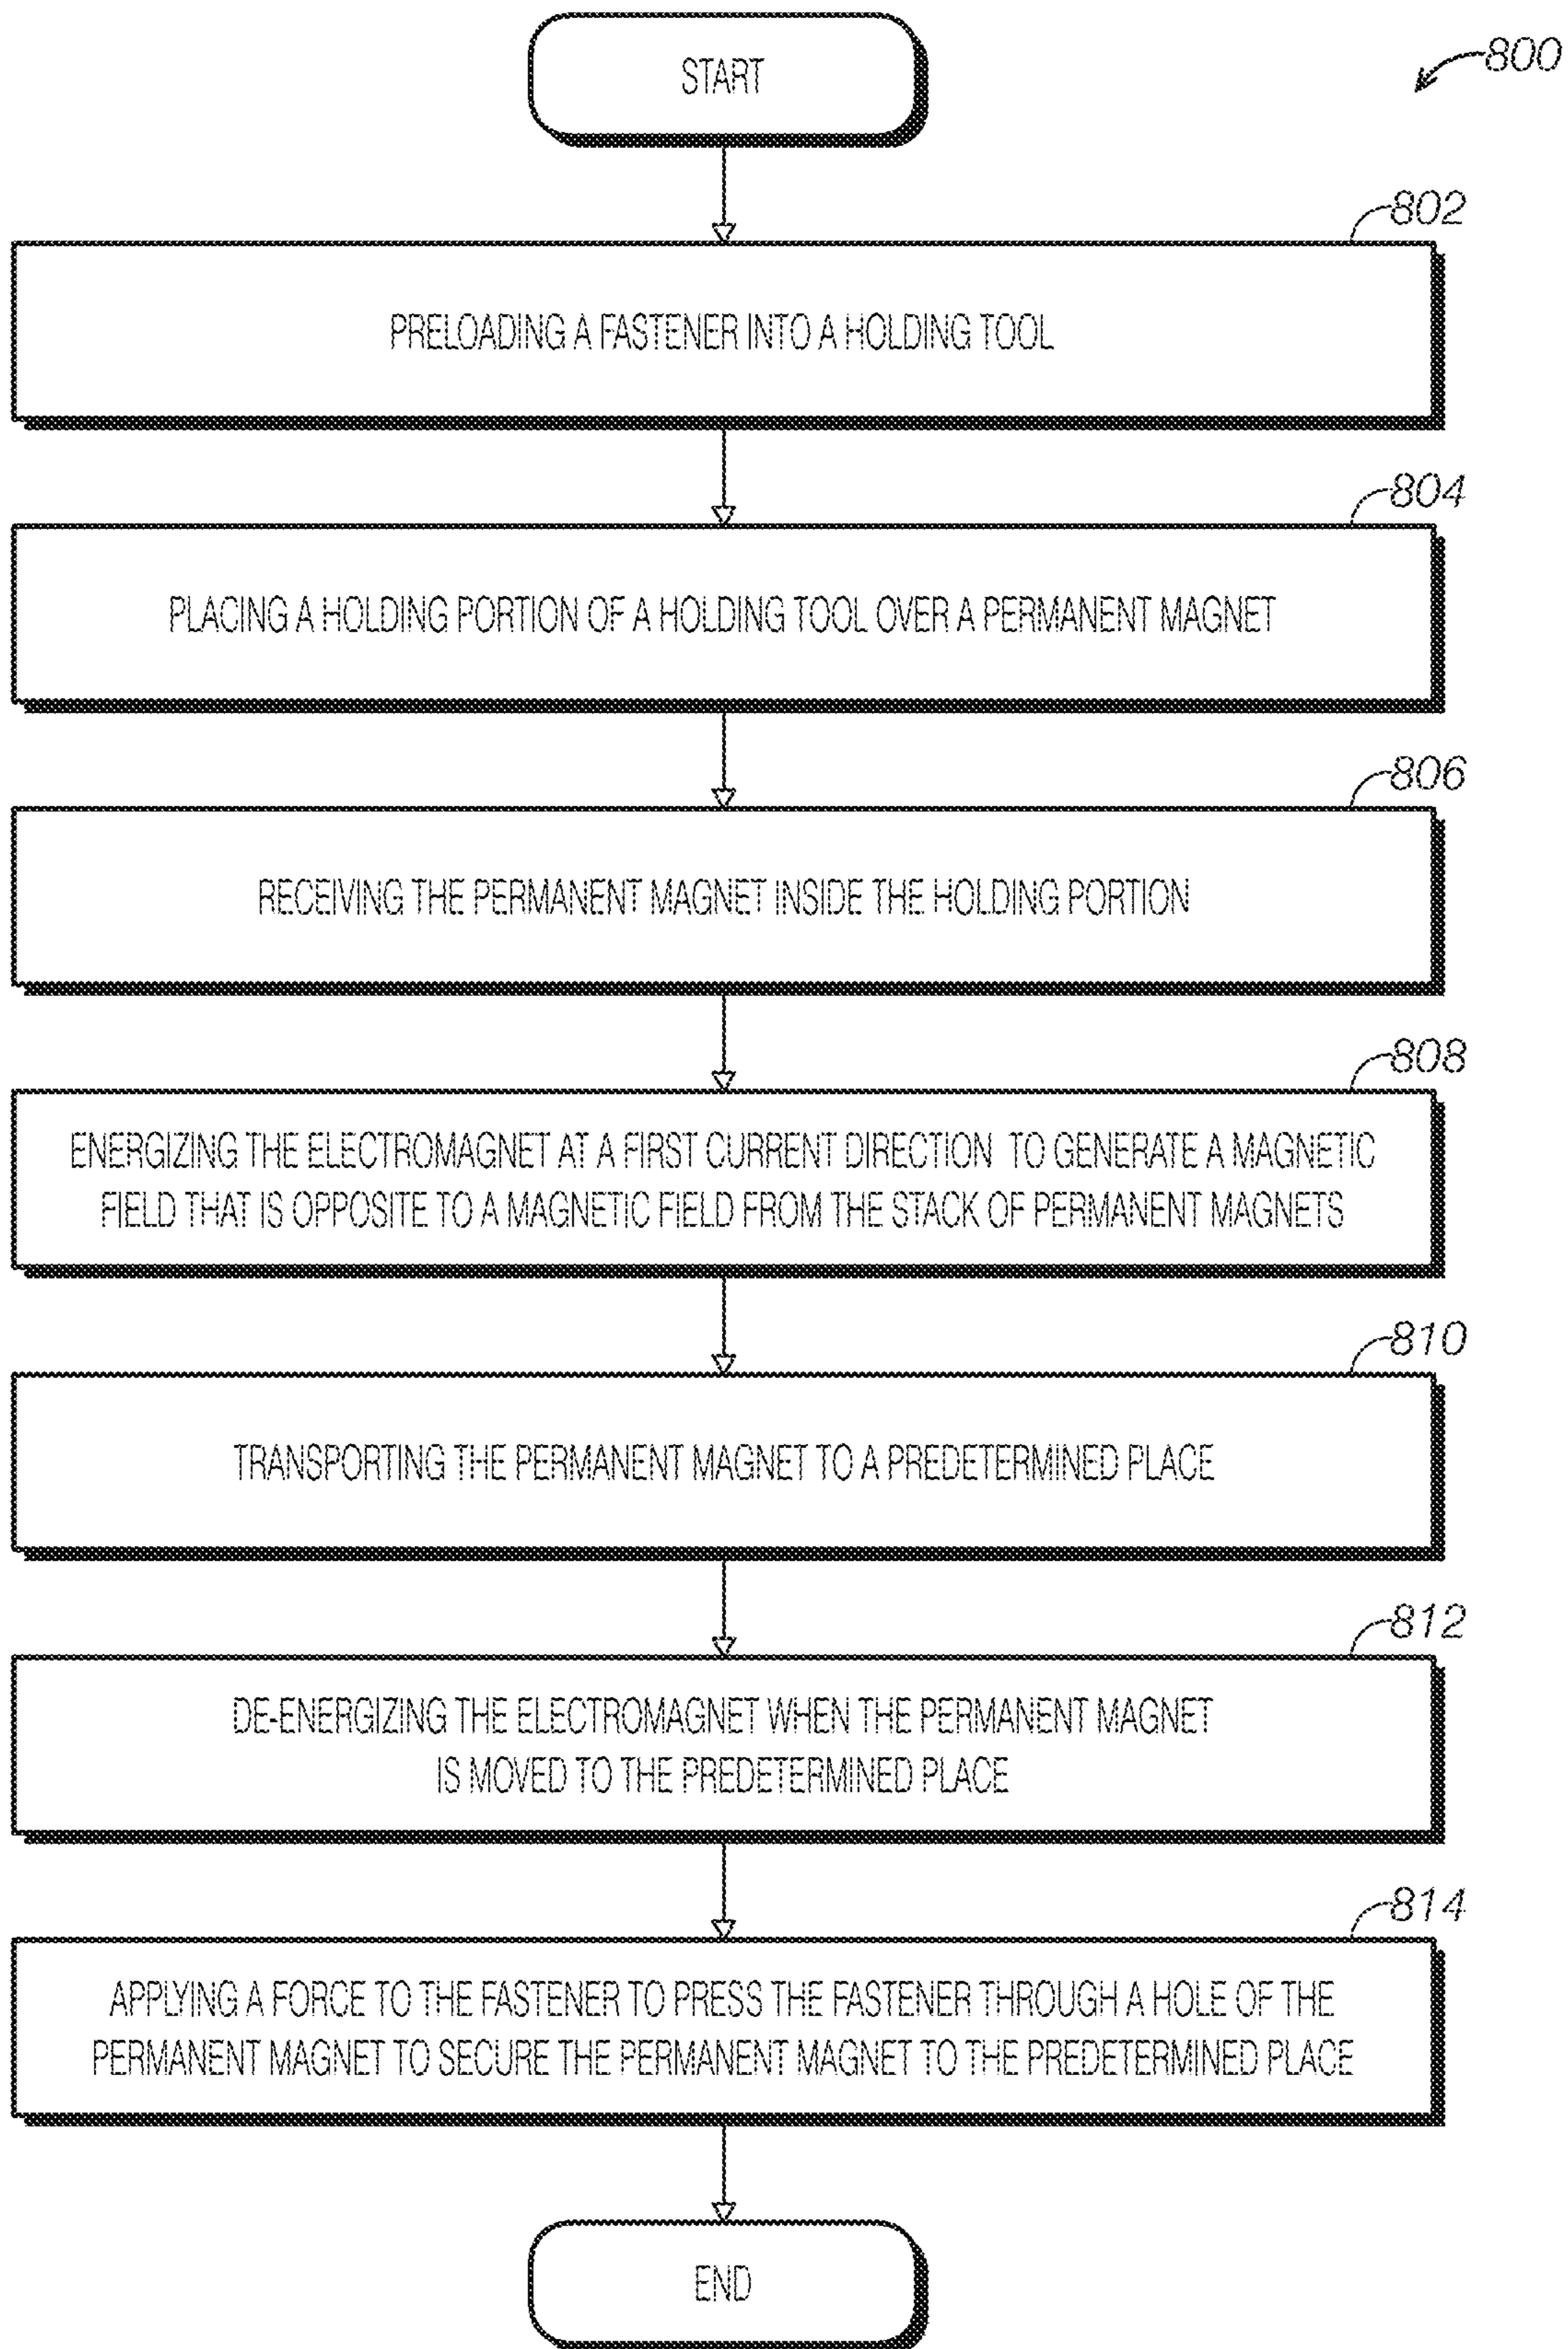 START
800
802
PRELOADING A FASTENER INTO A HOLDING TOOL
804
PLACING A HOLDING PORTION OF A HOLDING TOOL OVER A PERMANENT MAGNET
806
RECEIVING THE PERMANENT MAGNET INSIDE THE HOLDING PORTION
808
ENERGIZING THE ELECTROMAGNET AT A FIRST CURRENT DIRECTION TO GENERATE A MAGNETIC
FIELD THAT IS OPPOSITE TO A MAGNETIC FIELD FROM THE STACK OF PERMANENT MAGNETS
810
TRANSPORTING THE PERMANENT MAGNET TO A PREDETERMINED PLACE
812
DE-ENERGIZING THE ELECTROMAGNET WHEN THE PERMANENT MAGNET
IS MOVED TO THE PREDETERMINED PLACE
814
APPLYING A FORCE TO THE FASTENER TO PRESS THE FASTENER THROUGH A HOLE OF THE
PERMANENT MAGNET TO SECURE THE PERMANENT MAGNET TO THE PREDETERMINED PLACE
END